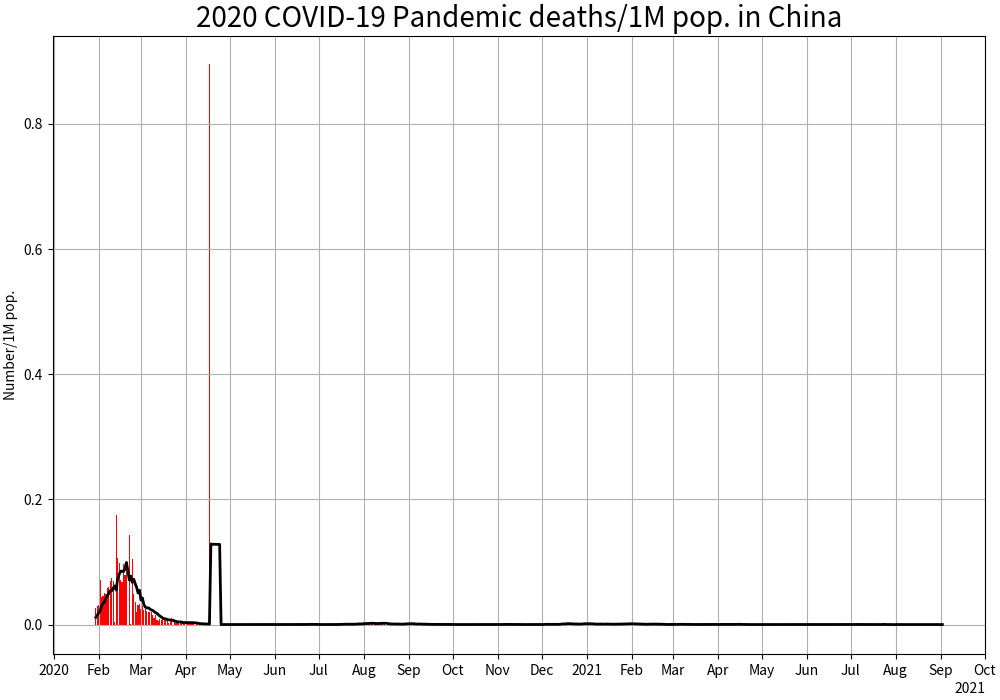 2020 COVID-19 Pandemic deaths/1M pop. in China
Number/1M pop.
0.8
0.6
0.4
0.2
0.0
2020 Feb Mar Apr May Jun Jul Aug Sep Oct Nov Dec 2021 Feb Mar Apr May Jun Jul Aug Sep Oct
2021